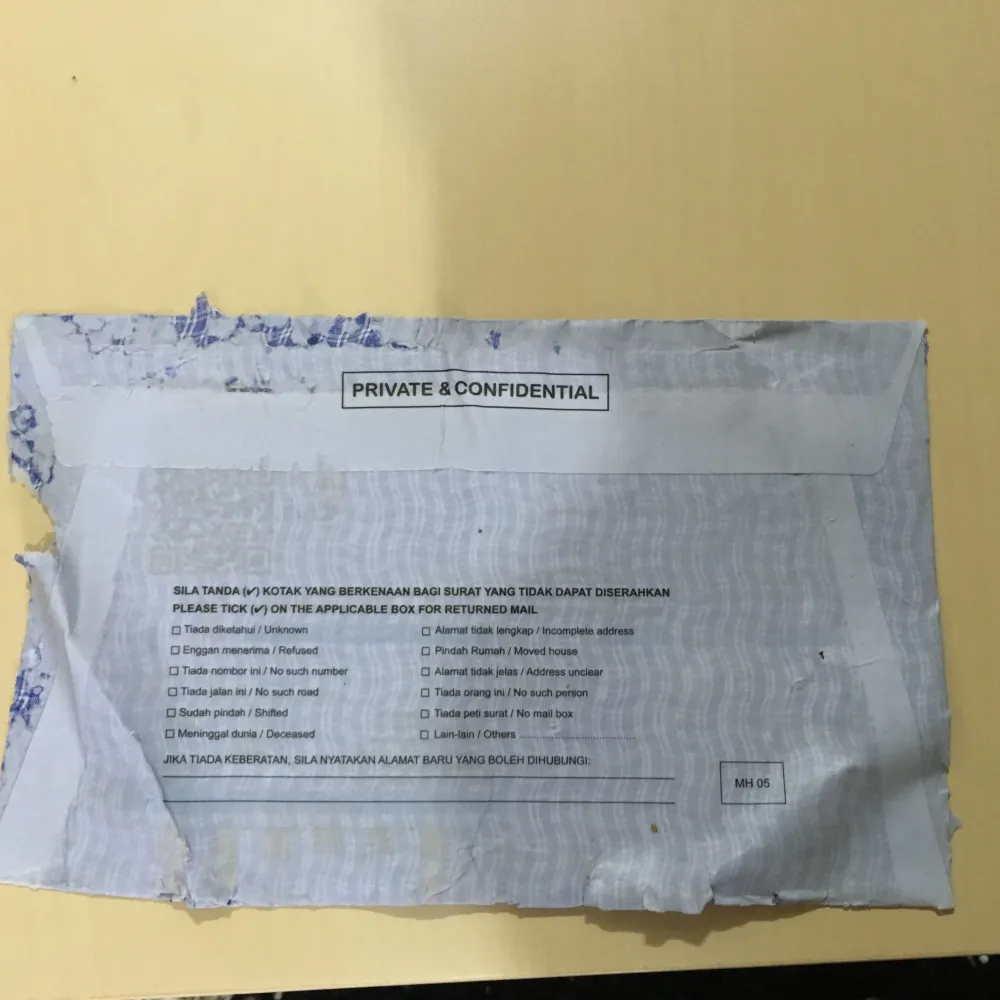 PRIVATE & CONFIDENTIAL
SILA TANDA (✔) KOTAK YANG BERKENAAN BAGI SURAT YANG TIDAK DAPAT DISERAHKAN
PLEASE TICK (✔) ON THE APPLICABLE BOX FOR RETURNED MAIL
☐ Tiada diketahui / Unknown
☐ Enggan menerima / Refused
☐ Tiada nombor ini / No such number
☐ Tiada jalan ini / No such road
☐ Sudah pindah / Shifted
☐ Meninggal dunia / Deceased
☐ Alamat tidak lengkap / Incomplete address
☐ Pindah Rumah / Moved house
☐ Alamat tidak jelas / Address unclear
☐ Tiada orang ini / No such person
☐ Tiada peti surat / No mail box
☐ Lain-lain / Others ....................................
JIKA TIADA KEBERATAN, SILA NYATAKAN ALAMAT BARU YANG BOLEH DIHUBUNGI:
MH 05